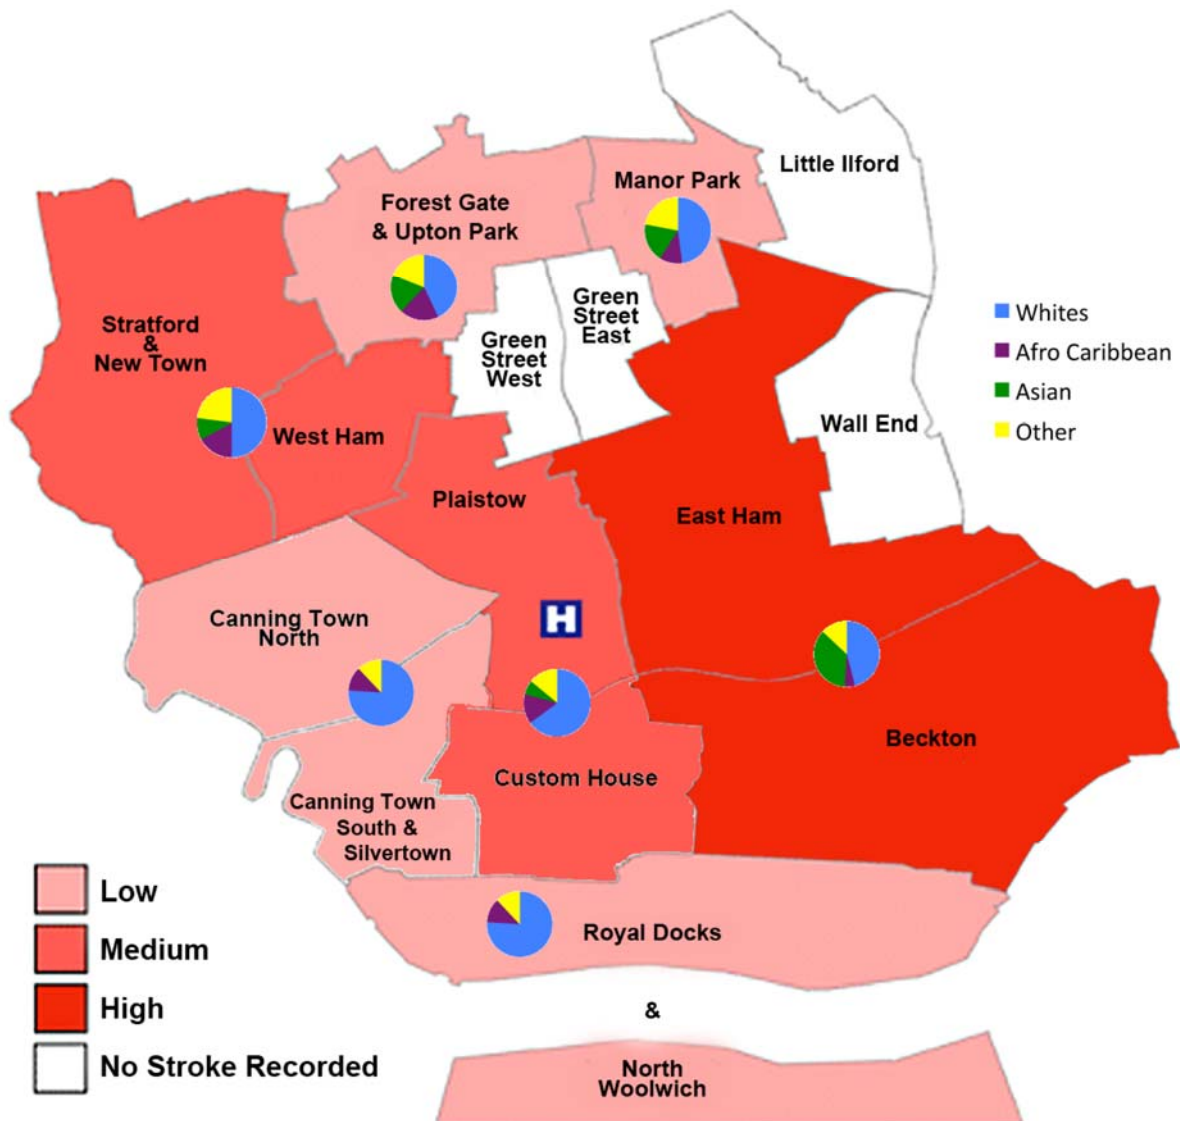 Little Ilford
Manor Park
Forest Gate
& Upton Park
Green
Street
East
Whites
Afro Caribbean
Asian
Other
Stratford
&
New Town
Green
Street
West
West Ham
Wall End
Plaistow
East Ham
Canning Town
North
H
Beckton
Custom House
Canning Town
South &
Silvertown
Low
Medium
High
No Stroke Recorded
Royal Docks
&
North
Woolwich